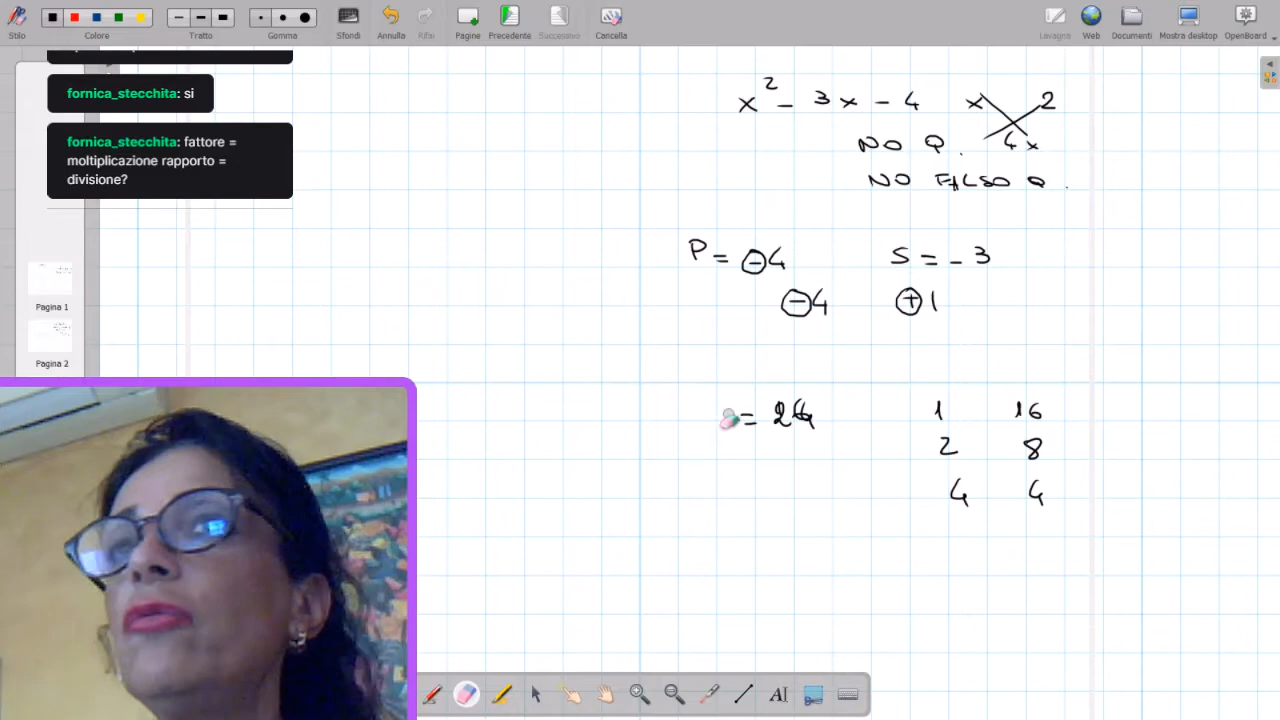 Stilo
Colore
Tratto
Gomma
Sfondi
Annulla
Rifai
Pagine
Precedente
Successivo
Cancella
Lavagna
Web
Documenti
Mostra desktop
OpenBoard
fornica_stecchita: si
fornica_stecchita: fattore =
moltiplicazione rapporto =
divisione?
Pagina 1
Pagina 2
x² - 3x - 4 x 2
4x
NO Q.
NO FALSO Q.
P = -4 S = -3
-4 +1
1 16
2 8
4 4
AI